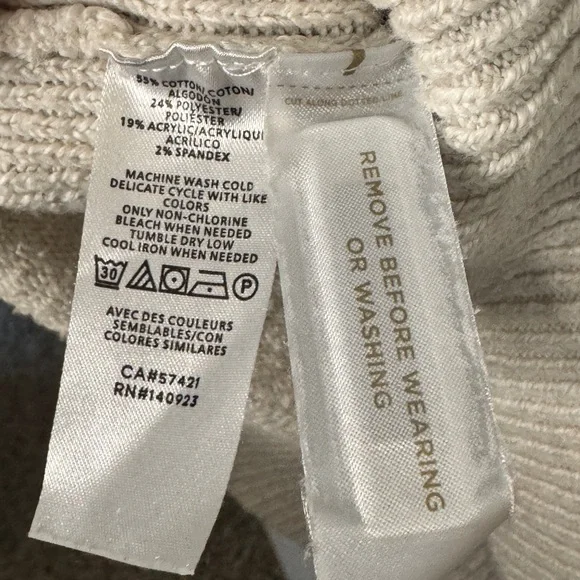 55% COTTON/COTON/
ALGODÓN
24% POLYESTER/
POLIÉSTER
19% ACRYLIC/ACRYLIQUE
ACRÍLICO
2% SPANDEX
MACHINE WASH COLD
DELICATE CYCLE WITH LIKE
COLORS
ONLY NON-CHLORINE
BLEACH WHEN NEEDED
TUMBLE DRY LOW
COOL IRON WHEN NEEDED
30 P
AVEC DES COULEURS
SEMBLABLES/CON
COLORES SIMILARES
CA#57421
RN#140923
CUT ALONG DOTTED LINE
REMOVE BEFORE WEARING
OR WASHING